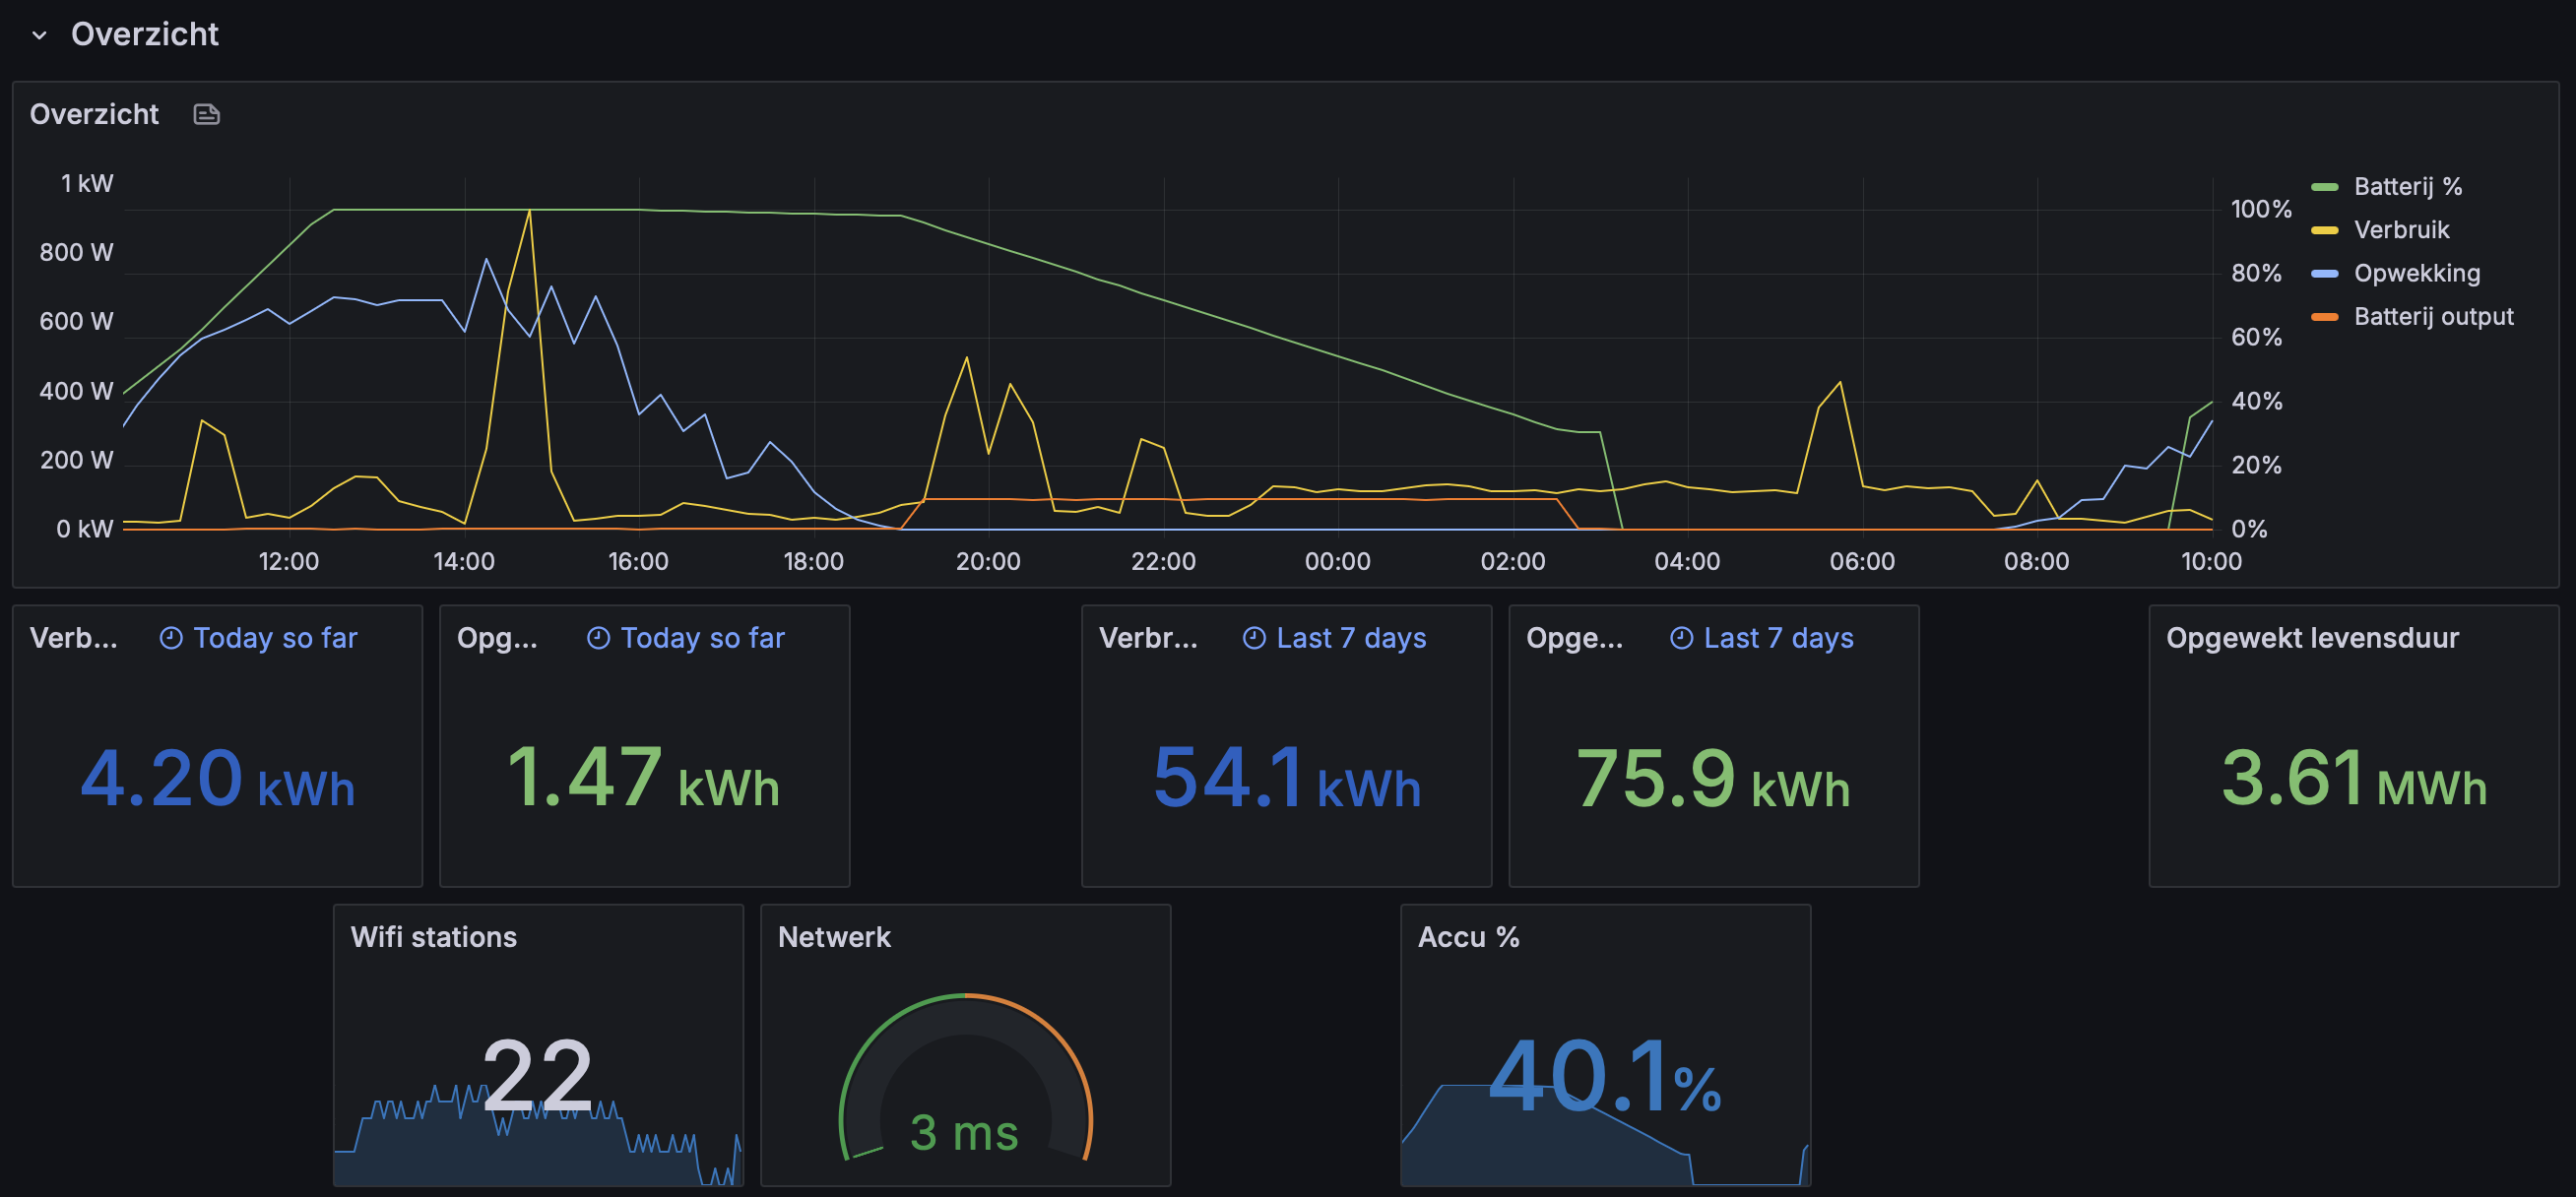 Overzicht
Overzicht
1 kW
800 W
600 W
400 W
200 W
0 kW
100%
80%
60%
40%
20%
0%
12:00 14:00 16:00 18:00 20:00 22:00 00:00 02:00 04:00 06:00 08:00 10:00
Batterij %
Verbruik
Opwekking
Batterij output
Verb... Today so far
4.20 kWh
Opg... Today so far
1.47 kWh
Verbr... Last 7 days
54.1 kWh
Opge... Last 7 days
75.9 kWh
Opgewekt levensduur
3.61 MWh
Wifi stations
22
Netwerk
3 ms
Accu %
40.1%